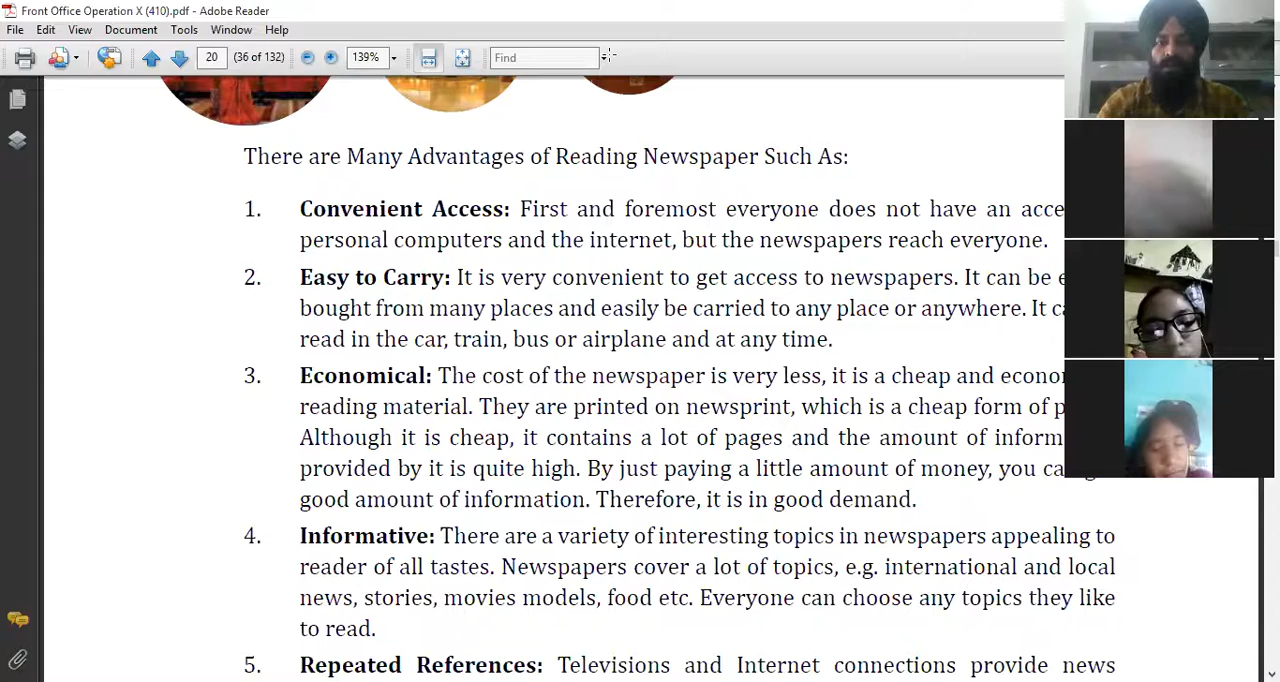 Front Office Operation X (410).pdf - Adobe Reader
File Edit View Document Tools Window Help
20 (36 of 132) 139% Find
There are Many Advantages of Reading Newspaper Such As:
1. Convenient Access: First and foremost everyone does not have an acce
personal computers and the internet, but the newspapers reach everyone.
2. Easy to Carry: It is very convenient to get access to newspapers. It can be e
bought from many places and easily be carried to any place or anywhere. It ca
read in the car, train, bus or airplane and at any time.
3. Economical: The cost of the newspaper is very less, it is a cheap and econo
reading material. They are printed on newsprint, which is a cheap form of p
Although it is cheap, it contains a lot of pages and the amount of inform
provided by it is quite high. By just paying a little amount of money, you ca
good amount of information. Therefore, it is in good demand.
4. Informative: There are a variety of interesting topics in newspapers appealing to
reader of all tastes. Newspapers cover a lot of topics, e.g. international and local
news, stories, movies models, food etc. Everyone can choose any topics they like
to read.
5. Repeated References: Televisions and Internet connections provide news